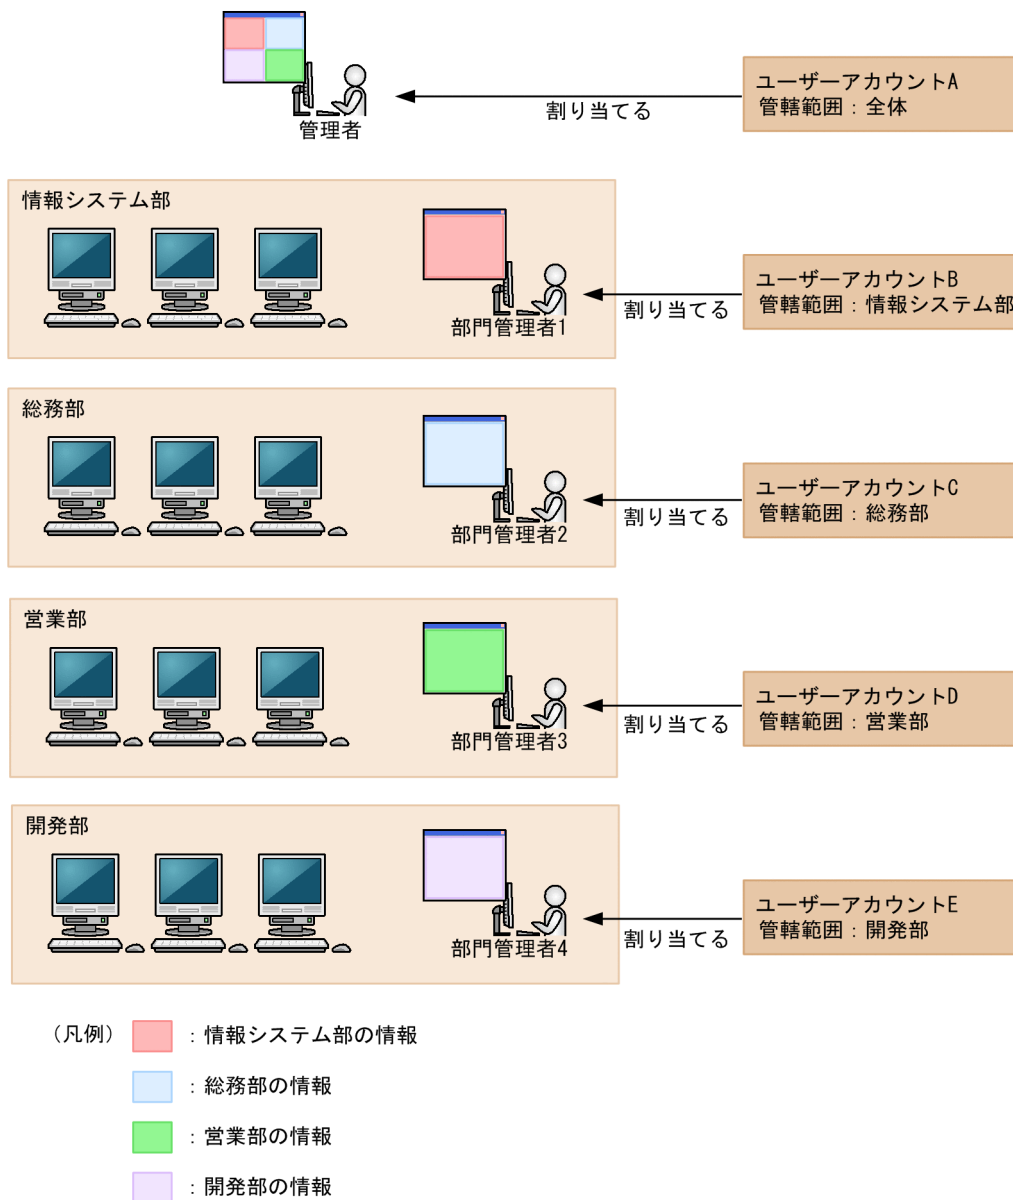 ユーザーアカウントA
管轄範囲：全体
割り当てる
管理者
情報システム部
ユーザーアカウントB
管轄範囲：情報システム部
割り当てる
部門管理者1
総務部
ユーザーアカウントC
管轄範囲：総務部
割り当てる
部門管理者2
営業部
ユーザーアカウントD
管轄範囲：営業部
割り当てる
部門管理者3
開発部
ユーザーアカウントE
管轄範囲：開発部
割り当てる
部門管理者4
（凡例）
：情報システム部の情報
：総務部の情報
：営業部の情報
：開発部の情報